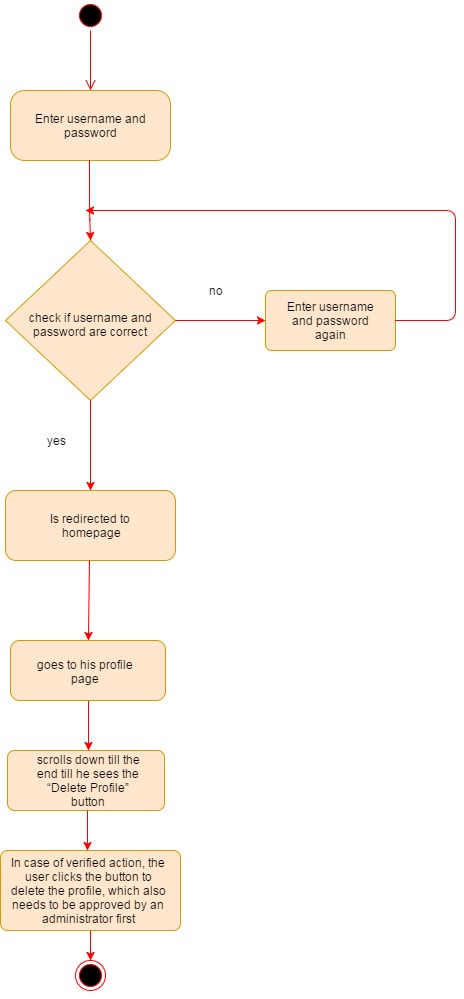 Enter username and
password
check if username and
password are correct
no
Enter username
and password
again
yes
Is redirected to
homepage
goes to his profile
page
scrolls down till the
end till he sees the
“Delete Profile”
button
In case of verified action, the
user clicks the button to
delete the profile, which also
needs to be approved by an
administrator first